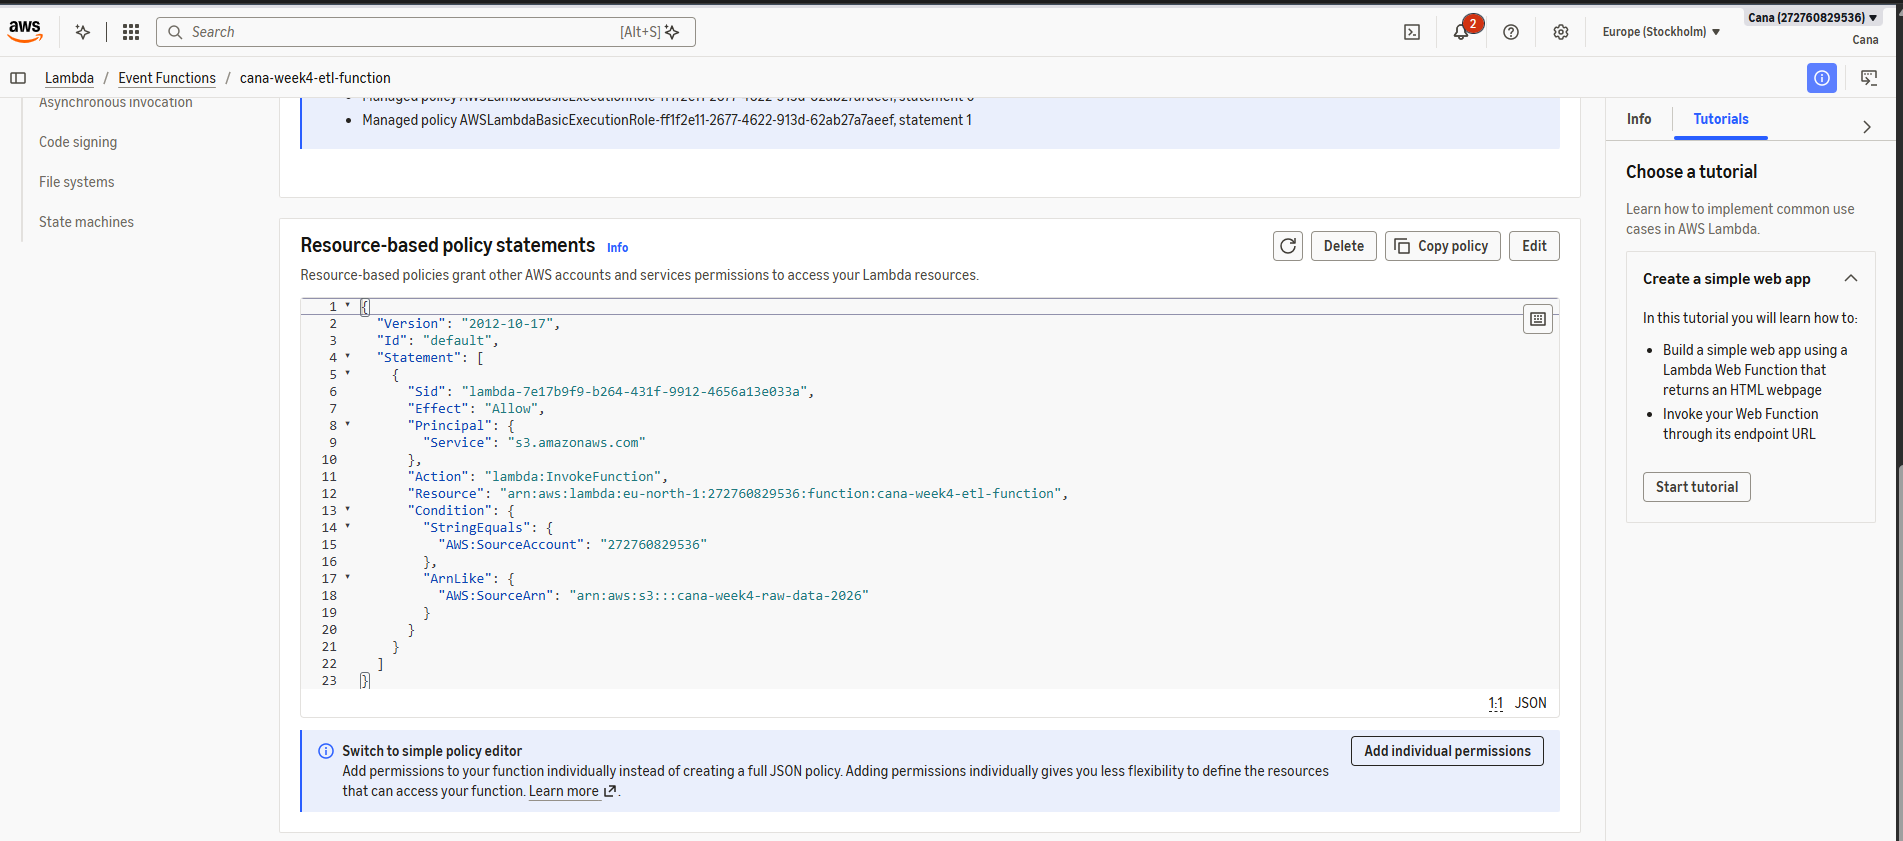 aws
Search
[Alt+S]
2
Europe (Stockholm)
Cana (272760829536)
Cana
Lambda / Event Functions / cana-week4-etl-function
Asynchronous invocation
Code signing
File systems
State machines
Managed policy AWSLambdaBasicExecutionRole-ff1f2e11-2677-4622-913d-62ab27a7aeef, statement 0
Managed policy AWSLambdaBasicExecutionRole-ff1f2e11-2677-4622-913d-62ab27a7aeef, statement 1
Resource-based policy statements Info
Delete
Copy policy
Edit
Resource-based policies grant other AWS accounts and services permissions to access your Lambda resources.
1 {
2 "Version": "2012-10-17",
3 "Id": "default",
4 "Statement": [
5 {
6 "Sid": "lambda-7e17b9f9-b264-431f-9912-4656a13e033a",
7 "Effect": "Allow",
8 "Principal": {
9 "Service": "s3.amazonaws.com"
10 },
11 "Action": "lambda:InvokeFunction",
12 "Resource": "arn:aws:lambda:eu-north-1:272760829536:function:cana-week4-etl-function",
13 "Condition": {
14 "StringEquals": {
15 "AWS:SourceAccount": "272760829536"
16 },
17 "ArnLike": {
18 "AWS:SourceArn": "arn:aws:s3:::cana-week4-raw-data-2026"
19 }
20 }
21 }
22 ]
23 }
1:1 JSON
Switch to simple policy editor
Add permissions to your function individually instead of creating a full JSON policy. Adding permissions individually gives you less flexibility to define the resources
that can access your function. Learn more .
Add individual permissions
Info
Tutorials
Choose a tutorial
Learn how to implement common use
cases in AWS Lambda.
Create a simple web app
In this tutorial you will learn how to:
Build a simple web app using a
Lambda Web Function that
returns an HTML webpage
Invoke your Web Function
through its endpoint URL
Start tutorial